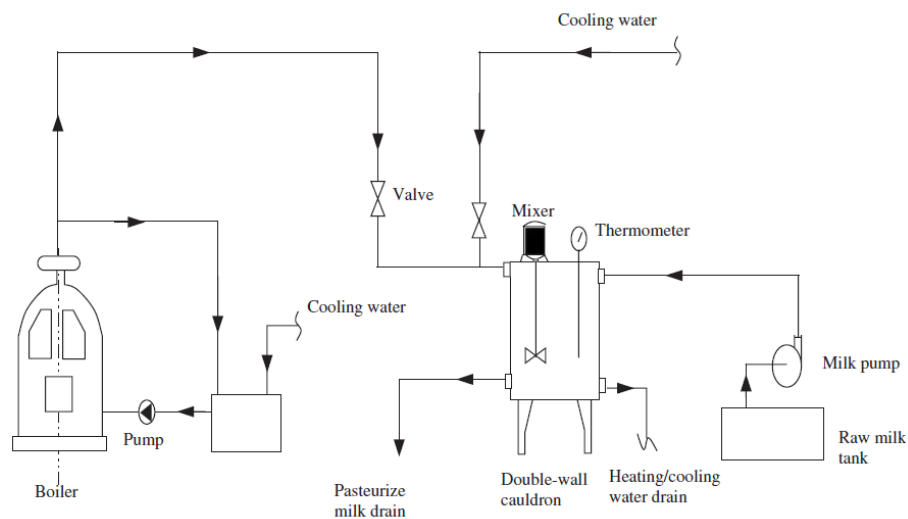 Cooling water
Valve
Mixer
Thermometer
Cooling water
Milk pump
Pump
Raw milk
tank
Boiler
Pasteurize
milk drain
Double-wall
cauldron
Heating/cooling
water drain